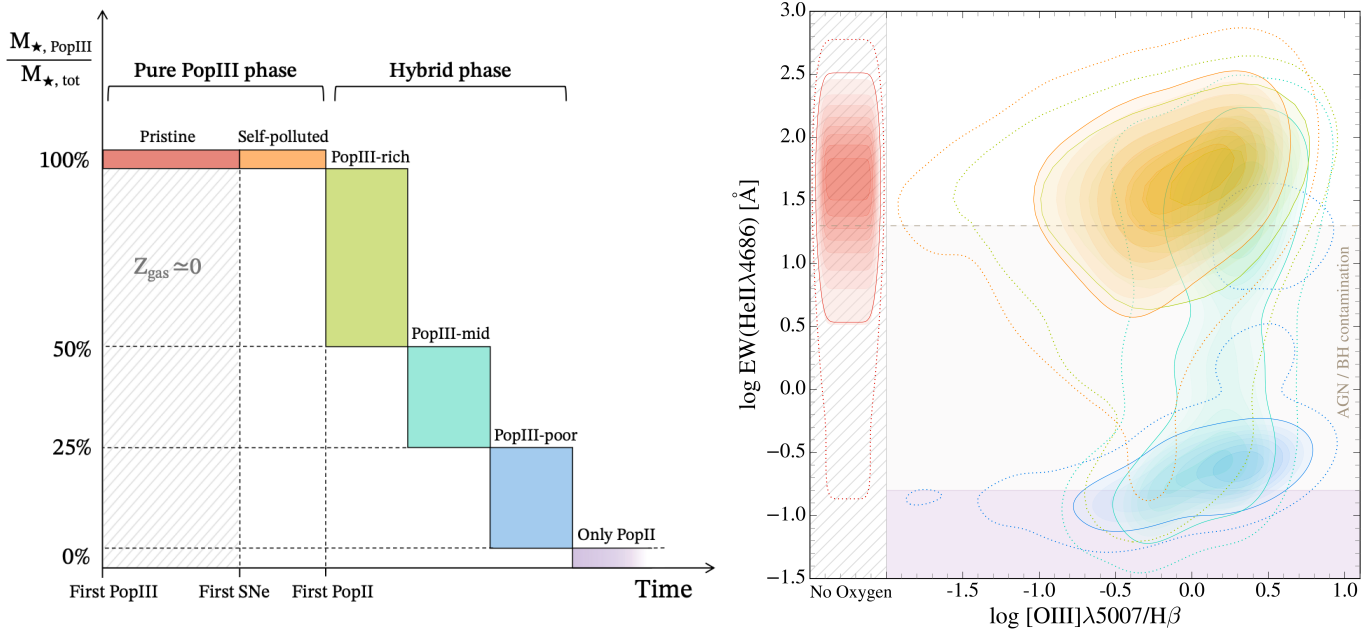 M★, PopIII
M★, tot
Pure PopIII phase
Hybrid phase
Pristine
Self-polluted
PopIII-rich
100%
Zgas ≃0
PopIII-mid
50%
PopIII-poor
25%
Only PopII
0%
First PopIII
First SNe
First PopII
Time
log EW(HeIIλ4686) [Å]
3.0
2.5
2.0
1.5
1.0
0.5
0.0
−0.5
−1.0
−1.5
AGN / BH contamination
No Oxygen
-1.5
-1.0
-0.5
0.0
0.5
1.0
log [OIII]λ5007/Hβ